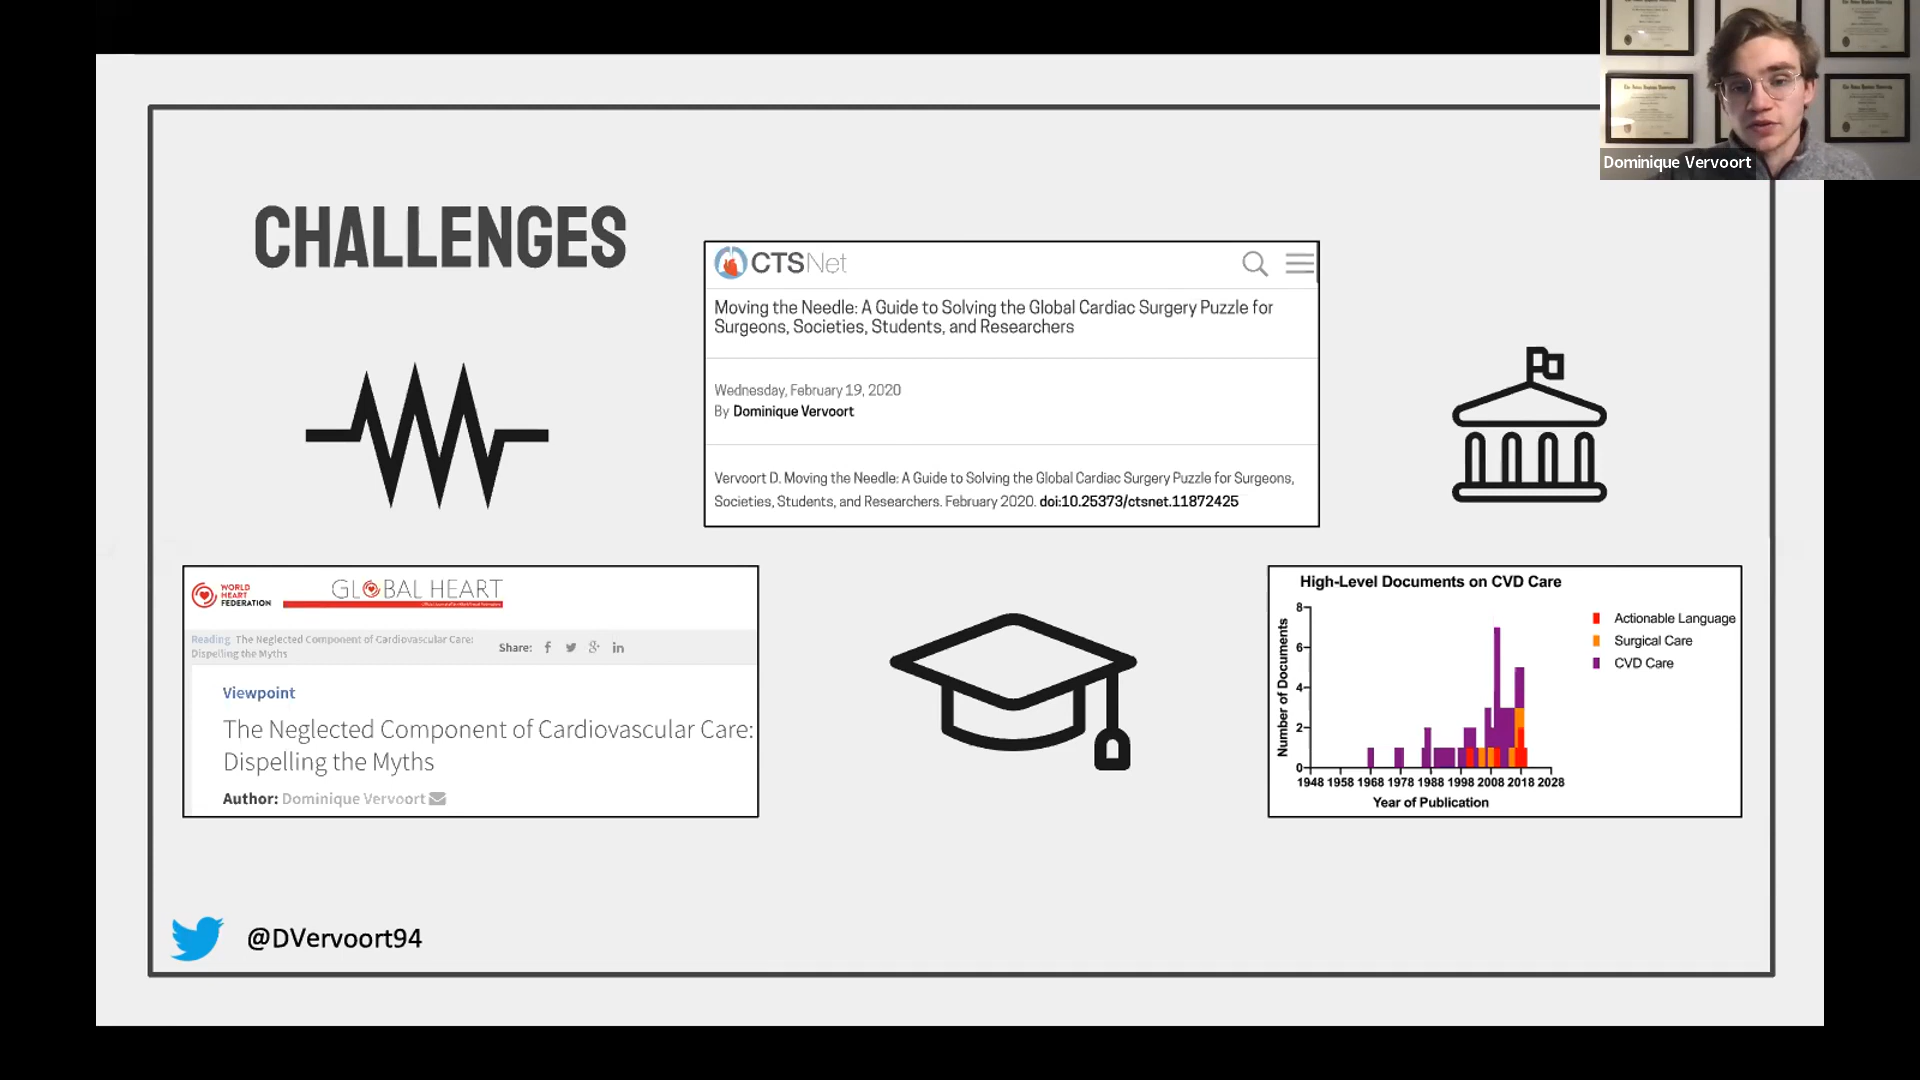 Dominique Vervoort
CHALLENGES
CTSNet
Moving the Needle: A Guide to Solving the Global Cardiac Surgery Puzzle for
Surgeons, Societies, Students, and Researchers
Wednesday, February 19, 2020
By Dominique Vervoort
Vervoort D. Moving the Needle: A Guide to Solving the Global Cardiac Surgery Puzzle for Surgeons,
Societies, Students, and Researchers. February 2020. doi:10.25373/ctsnet.11872425
WORLD
HEART
FEDERATION
GLOBAL HEART
Reading The Neglected Component of Cardiovascular Care:
Dispelling the Myths
Share:
Viewpoint
The Neglected Component of Cardiovascular Care:
Dispelling the Myths
Author: Dominique Vervoort
High-Level Documents on CVD Care
Number of Documents
8
6
4
2
0
1948 1958 1968 1978 1988 1998 2008 2018 2028
Year of Publication
Actionable Language
Surgical Care
CVD Care
@DVervoort94